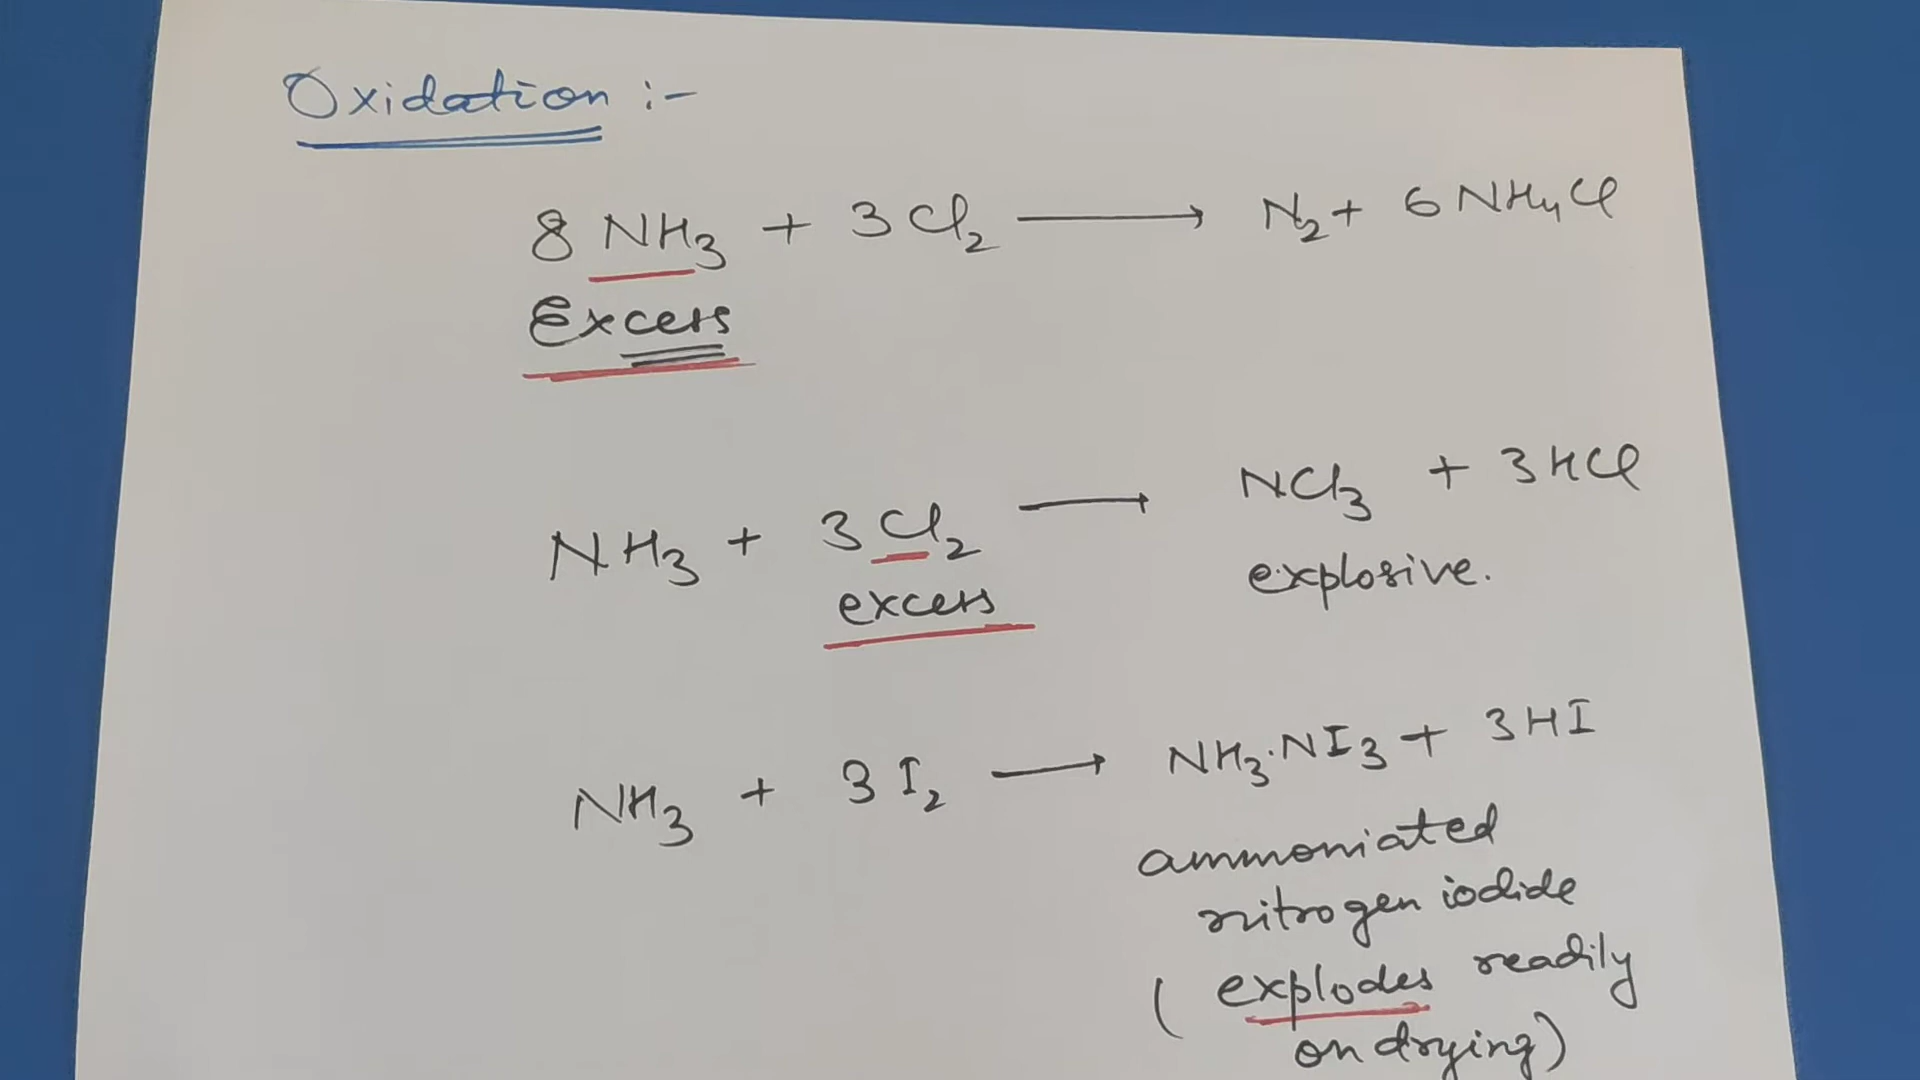 Oxidation :-
8 NH₃ + 3 Cl₂ ⟶ N₂ + 6 NH₄Cl
Excess
NH₃ + 3 Cl₂ ⟶ NCl₃ + 3 HCl
excess explosive.
NH₃ + 3 I₂ ⟶ NH₃·NI₃ + 3 HI
ammoniated
nitrogen iodide
( explodes readily
on drying)